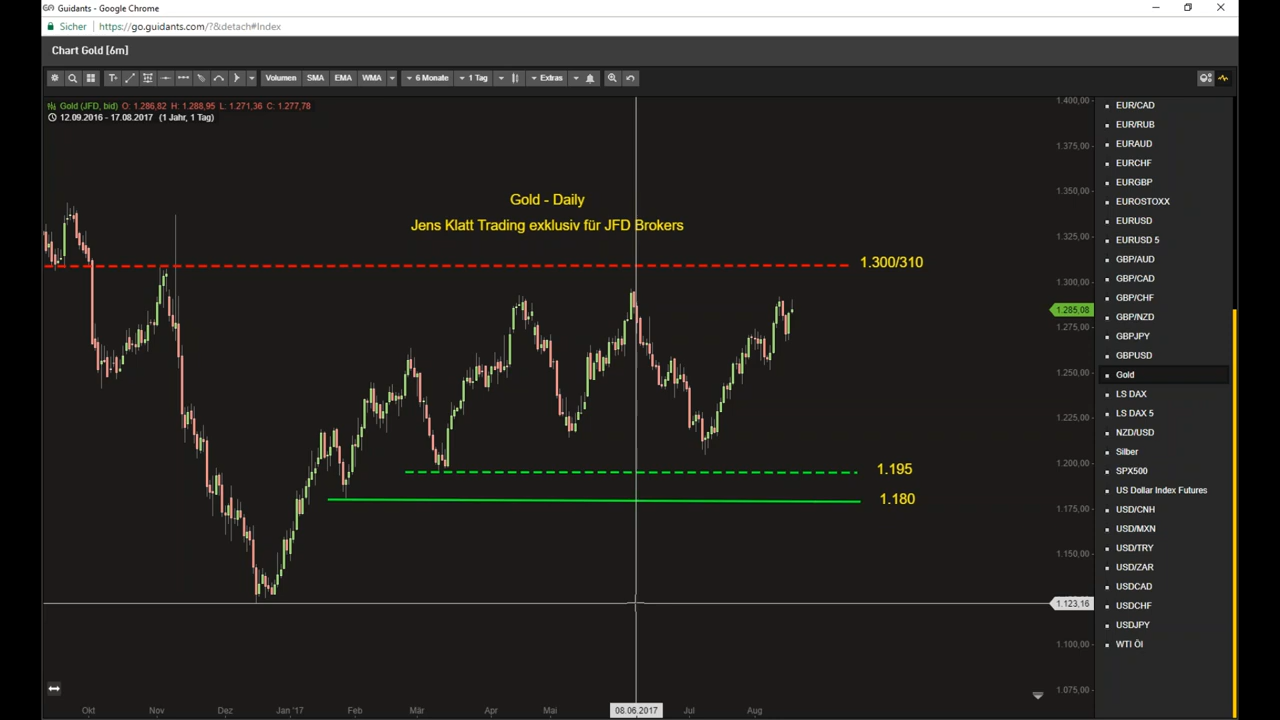 Guidants - Google Chrome
Sicher https://go.guidants.com/?&detach#Index
Chart Gold [6m]
T+ Volumen SMA EMA WMA 6 Monate 1 Tag Extras
Gold (JFD, bid) O: 1.286,82 H: 1.288,95 L: 1.271,36 C: 1.277,78
12.09.2016 - 17.08.2017 (1 Jahr, 1 Tag)
Gold - Daily
Jens Klatt Trading exklusiv für JFD Brokers
1.300/310
1.195
1.180
1.400,00
1.375,00
1.350,00
1.325,00
1.300,00
1.285,08
1.275,00
1.250,00
1.225,00
1.200,00
1.175,00
1.150,00
1.123,16
1.100,00
1.075,00
Okt Nov Dez Jan '17 Feb Mär Apr Mai 08.06.2017 Jul Aug
EUR/CAD
EUR/RUB
EURAUD
EURCHF
EURGBP
EUROSTOXX
EURUSD
EURUSD 5
GBP/AUD
GBP/CAD
GBP/CHF
GBP/NZD
GBPJPY
GBPUSD
Gold
LS DAX
LS DAX 5
NZD/USD
Silber
SPX500
US Dollar Index Futures
USD/CNH
USD/MXN
USD/TRY
USD/ZAR
USDCAD
USDCHF
USDJPY
WTI Öl